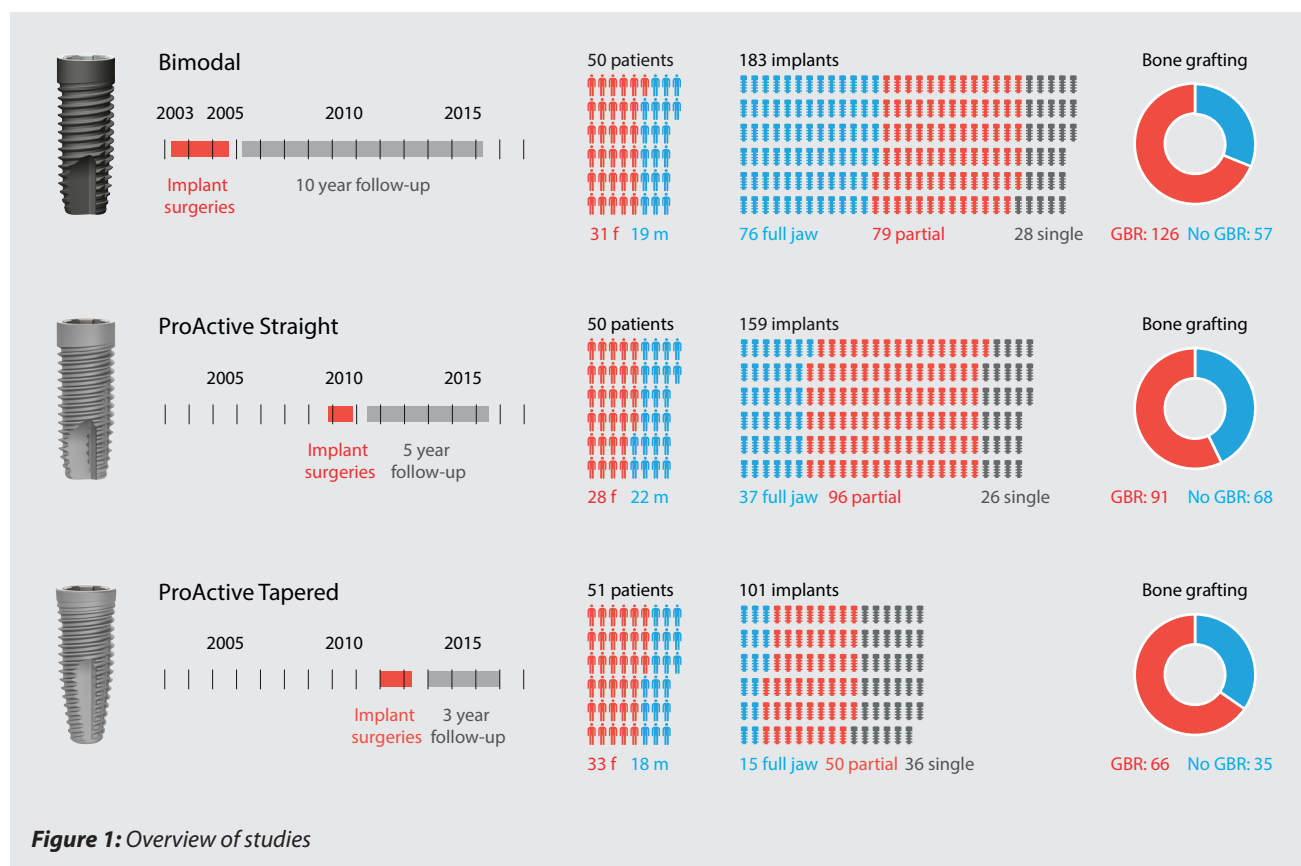 Bimodal
50 patients
183 implants
Bone grafting
2003 2005 2010 2015
Implant
surgeries
10 year follow-up
31 f 19 m
76 full jaw 79 partial 28 single
GBR: 126 No GBR: 57
ProActive Straight
50 patients
159 implants
Bone grafting
2005 2010 2015
Implant
surgeries
5 year
follow-up
28 f 22 m
37 full jaw 96 partial 26 single
GBR: 91 No GBR: 68
ProActive Tapered
51 patients
101 implants
Bone grafting
2005 2010 2015
Implant
surgeries
3 year
follow-up
33 f 18 m
15 full jaw 50 partial 36 single
GBR: 66 No GBR: 35
Figure 1: Overview of studies